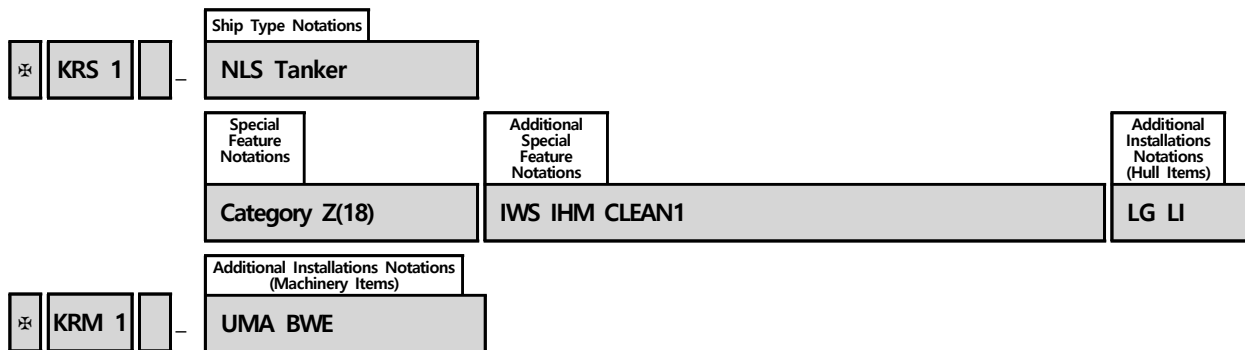 Ship Type Notations
✠ KRS 1 – NLS Tanker
Special
Feature
Notations
Additional
Special
Feature
Notations
Additional
Installations
Notations
(Hull Items)
Category Z(18)
IWS IHM CLEAN1
LG LI
Additional Installations Notations
(Machinery Items)
✠ KRM 1 – UMA BWE